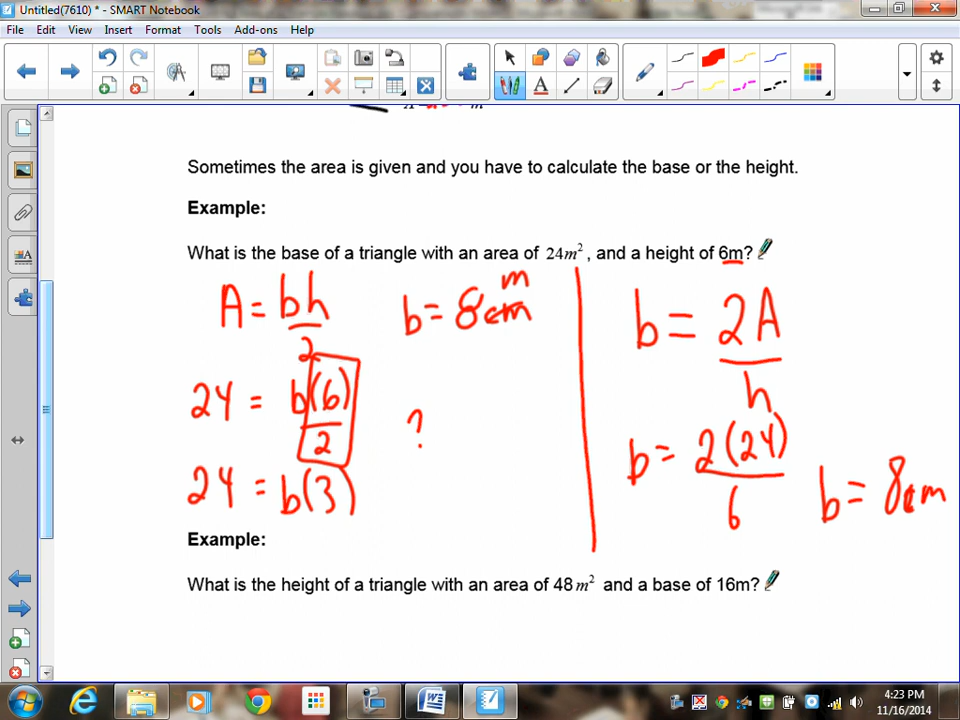 Untitled(7610) * - SMART Notebook
File Edit View Insert Format Tools Add-ons Help
Sometimes the area is given and you have to calculate the base or the height.
Example:
What is the base of a triangle with an area of 24m², and a height of 6m?
A = bh/2
b = 8cm m
24 = b(6)/2
?
24 = b(3)
b = 2A/h
b = 2(24)/6
b = 8cm
Example:
What is the height of a triangle with an area of 48m² and a base of 16m?
4:23 PM
11/16/2014